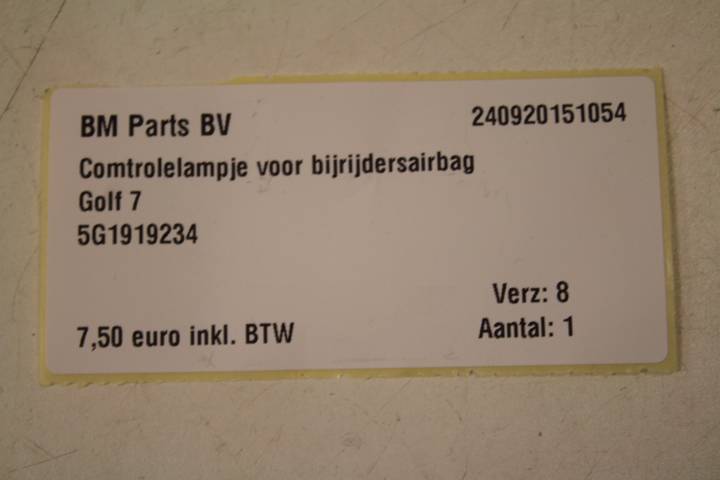 BM Parts BV 240920151054
Comtrolelampje voor bijrijdersairbag
Golf 7
5G1919234
Verz: 8
7,50 euro inkl. BTW Aantal: 1